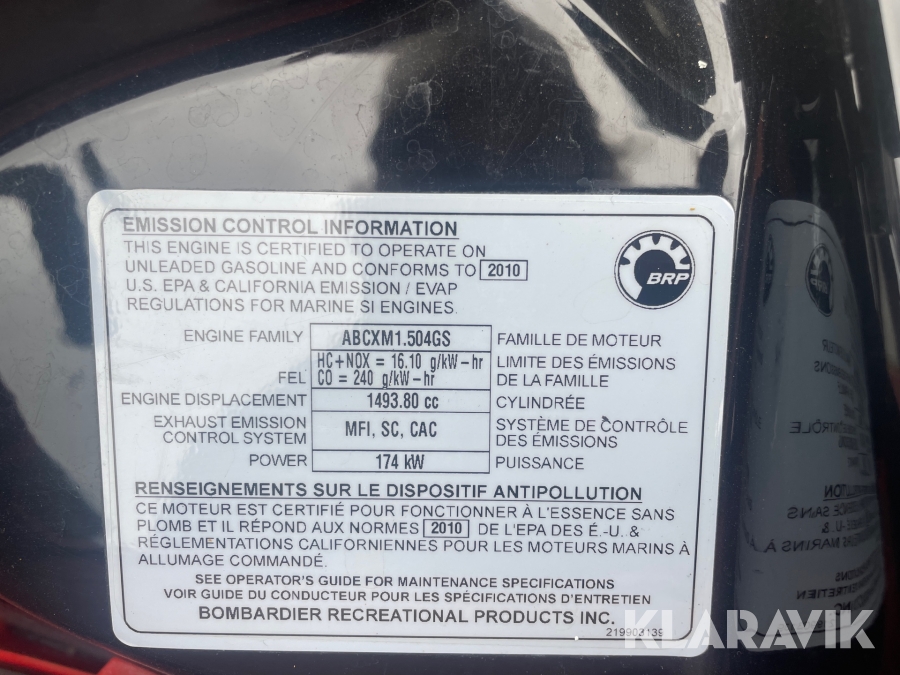 EMISSION CONTROL INFORMATION
THIS ENGINE IS CERTIFIED TO OPERATE ON
UNLEADED GASOLINE AND CONFORMS TO 2010
U.S. EPA & CALIFORNIA EMISSION / EVAP
REGULATIONS FOR MARINE SI ENGINES.
BRP
ENGINE FAMILY ABCXM1.504GS FAMILLE DE MOTEUR
FEL HC+NOX = 16.10 g/kW-hr LIMITE DES ÉMISSIONS
CO = 240 g/kW-hr DE LA FAMILLE
ENGINE DISPLACEMENT 1493.80 cc CYLINDRÉE
EXHAUST EMISSION CONTROL SYSTEM MFI, SC, CAC SYSTÈME DE CONTRÔLE
DES ÉMISSIONS
POWER 174 kW PUISSANCE
RENSEIGNEMENTS SUR LE DISPOSITIF ANTIPOLLUTION
CE MOTEUR EST CERTIFIÉ POUR FONCTIONNER À L'ESSENCE SANS
PLOMB ET IL RÉPOND AUX NORMES 2010 DE L'EPA DES É.-U. &
RÉGLEMENTATIONS CALIFORNIENNES POUR LES MOTEURS MARINS À
ALLUMAGE COMMANDÉ.
SEE OPERATOR'S GUIDE FOR MAINTENANCE SPECIFICATIONS
VOIR GUIDE DU CONDUCTEUR POUR LES SPÉCIFICATIONS D'ENTRETIEN
BOMBARDIER RECREATIONAL PRODUCTS INC.
219903139
KLARAVIK